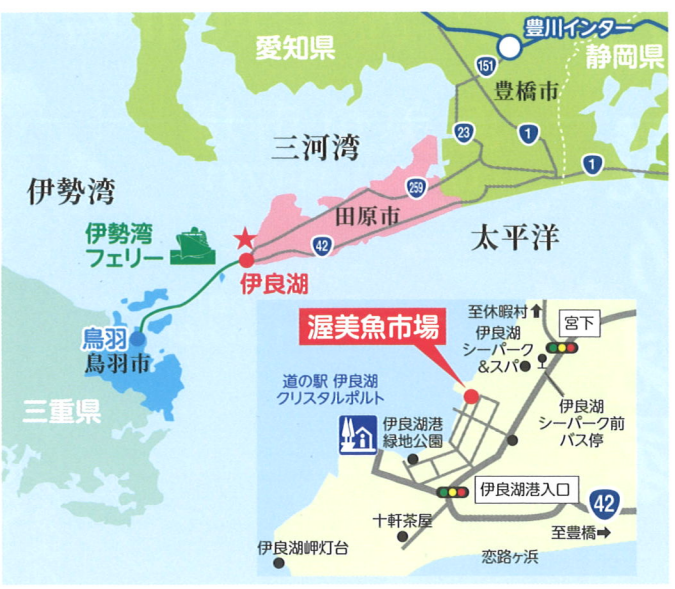 豊川インター
愛知県
静岡県
151
豊橋市
23
1
三河湾
1
伊勢湾
259
田原市
伊勢湾
フェリー
42
太平洋
伊良湖
鳥羽
鳥羽市
三重県
渥美魚市場
至休暇村
宮下
伊良湖
シーパーク
&スパ
道の駅 伊良湖
クリスタルポルト
伊良湖
シーパーク前
バス停
伊良湖港
緑地公園
伊良湖港入口
42
十軒茶屋
至豊橋
伊良湖岬灯台
恋路ヶ浜